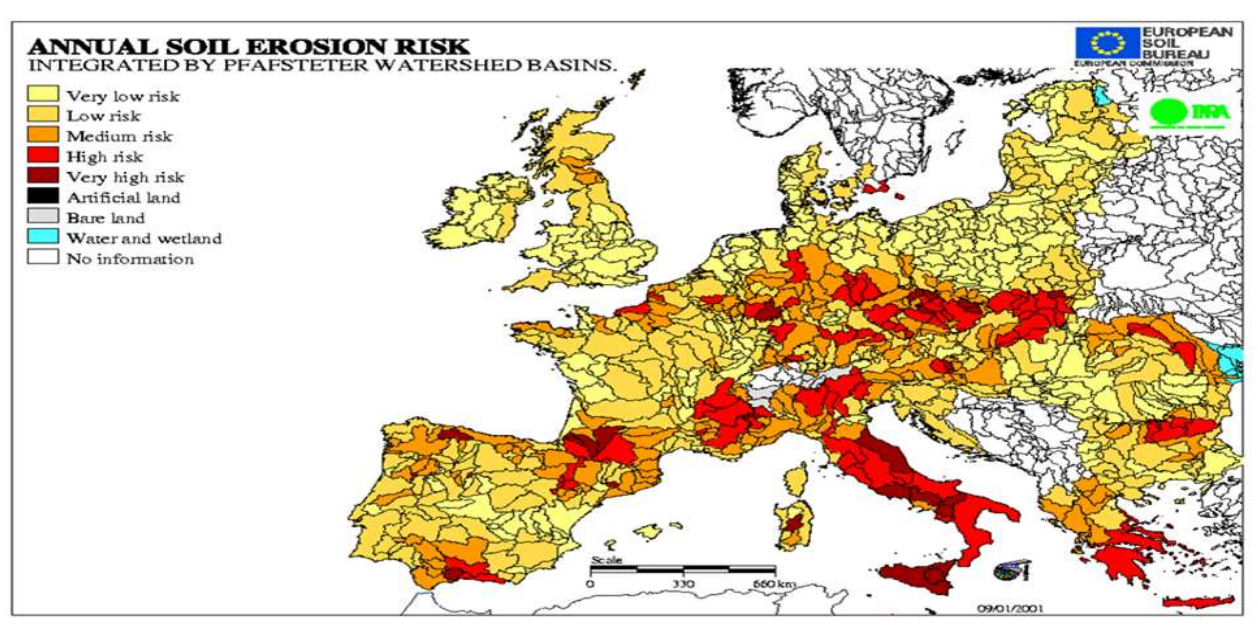 ANNUAL SOIL EROSION RISK
INTEGRATED BY PFAFSTETER WATERSHED BASINS.
Very low risk
Low risk
Medium risk
High risk
Very high risk
Artificial land
Bare land
Water and wetland
No information
EUROPEAN
SOIL
BUREAU
EUROPEAN COMMISSION
INRA
Scale
0 330 660 km
09/01/2001